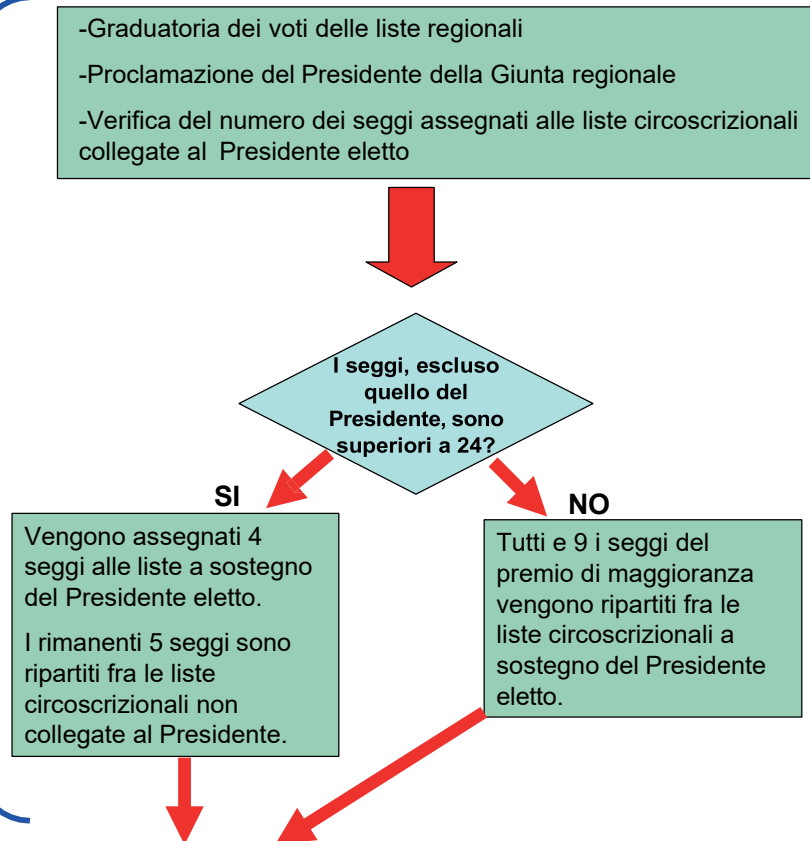 -Graduatoria dei voti delle liste regionali
-Proclamazione del Presidente della Giunta regionale
-Verifica del numero dei seggi assegnati alle liste circoscrizionali
collegate al Presidente eletto
I seggi, escluso
quello del
Presidente, sono
superiori a 24?
SI
NO
Vengono assegnati 4
seggi alle liste a sostegno
del Presidente eletto.
I rimanenti 5 seggi sono
ripartiti fra le liste
circoscrizionali non
collegate al Presidente.
Tutti e 9 i seggi del
premio di maggioranza
vengono ripartiti fra le
liste circoscrizionali a
sostegno del Presidente
eletto.